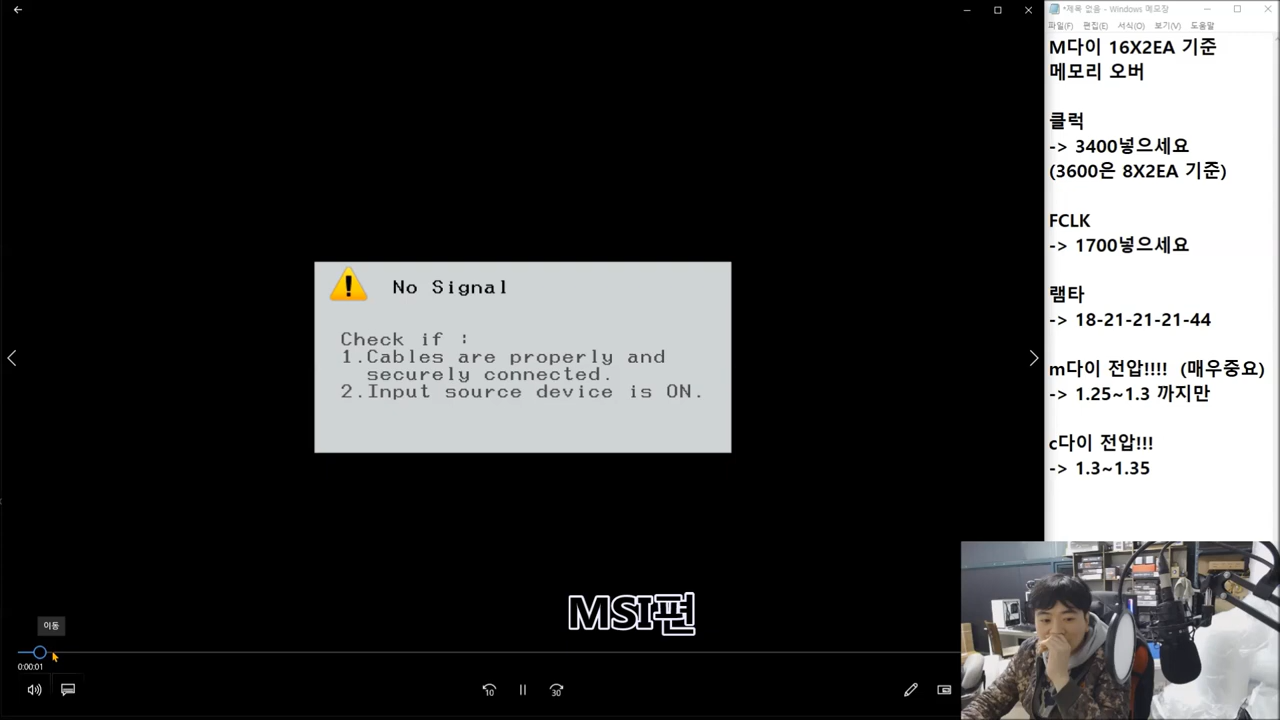 *제목 없음 - Windows 메모장
파일(F) 편집(E) 서식(O) 보기(V) 도움말
M다이 16X2EA 기준
메모리 오버
클럭
-> 3400넣으세요
(3600은 8X2EA 기준)
FCLK
-> 1700넣으세요
램타
-> 18-21-21-21-44
m다이 전압!!!! (매우중요)
-> 1.25~1.3 까지만
c다이 전압!!!
-> 1.3~1.35
No Signal
Check if :
1.Cables are properly and
securely connected.
2.Input source device is ON.
MSI편
이동
0:00:01
10
30